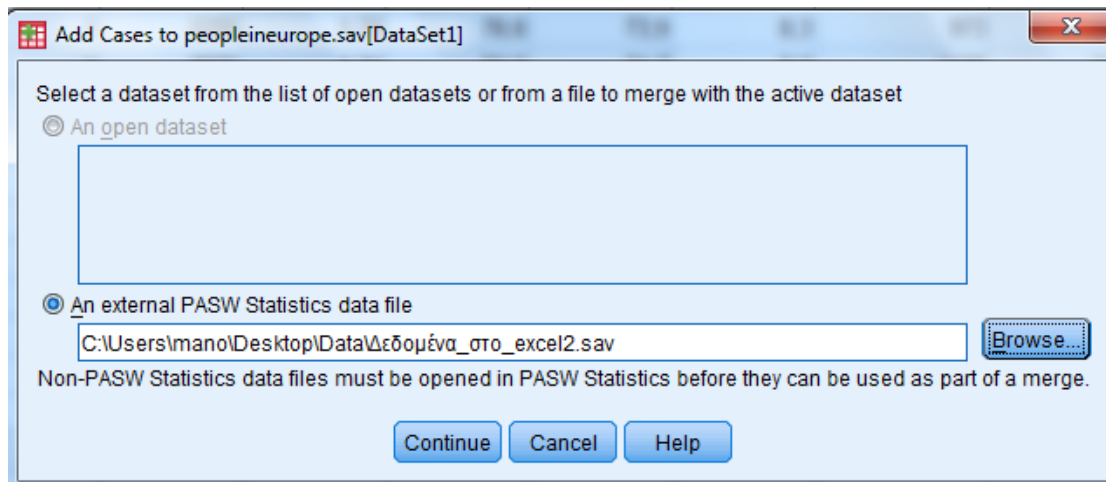 Add Cases to peopleineurope.sav[DataSet1]
Select a dataset from the list of open datasets or from a file to merge with the active dataset
An open dataset
An external PASW Statistics data file
C:\Users\mano\Desktop\Data\Δεδομένα_στο_excel2.sav
Browse...
Non-PASW Statistics data files must be opened in PASW Statistics before they can be used as part of a merge.
Continue Cancel Help